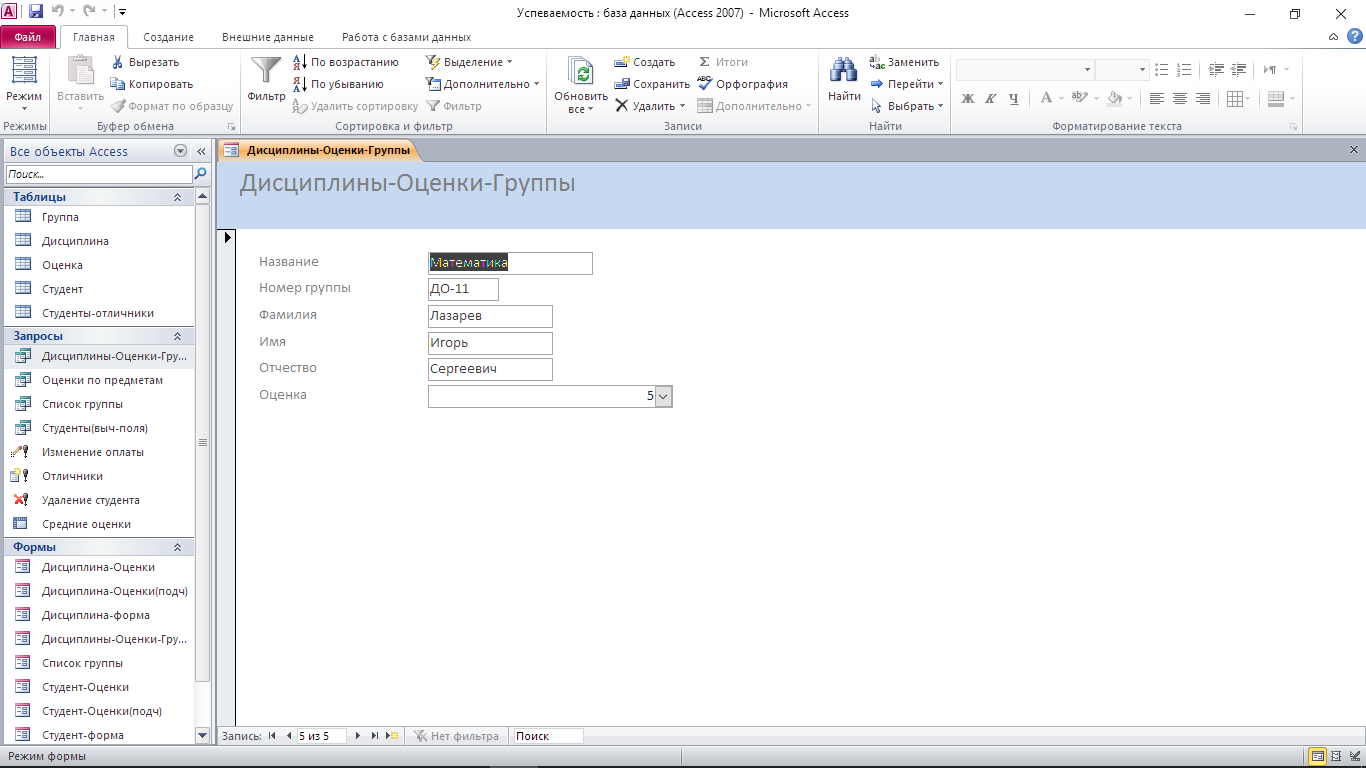 Успеваемость : база данных (Access 2007) - Microsoft Access
Файл Главная Создание Внешние данные Работа с базами данных
Режим
Режимы
Вставить
Вырезать
Копировать
Формат по образцу
Буфер обмена
Фильтр
По возрастанию
По убыванию
Удалить сортировку
Выделение
Дополнительно
Фильтр
Сортировка и фильтр
Обновить
все
Создать
Сохранить
Удалить
Итоги
Орфография
Дополнительно
Записи
Найти
Заменить
Перейти
Выбрать
Найти
Ж К Ч А
Форматирование текста
Все объекты Access
Поиск...
Таблицы
Группа
Дисциплина
Оценка
Студент
Студенты-отличники
Запросы
Дисциплины-Оценки-Гру...
Оценки по предметам
Список группы
Студенты(выч-поля)
Изменение оплаты
Отличники
Удаление студента
Средние оценки
Формы
Дисциплина-Оценки
Дисциплина-Оценки(подч)
Дисциплина-форма
Дисциплины-Оценки-Гру...
Список группы
Студент-Оценки
Студент-Оценки(подч)
Студент-форма
Дисциплины-Оценки-Группы
Дисциплины-Оценки-Группы
Название Математика
Номер группы ДО-11
Фамилия Лазарев
Имя Игорь
Отчество Сергеевич
Оценка 5
Запись: 5 из 5 Нет фильтра Поиск
Режим формы